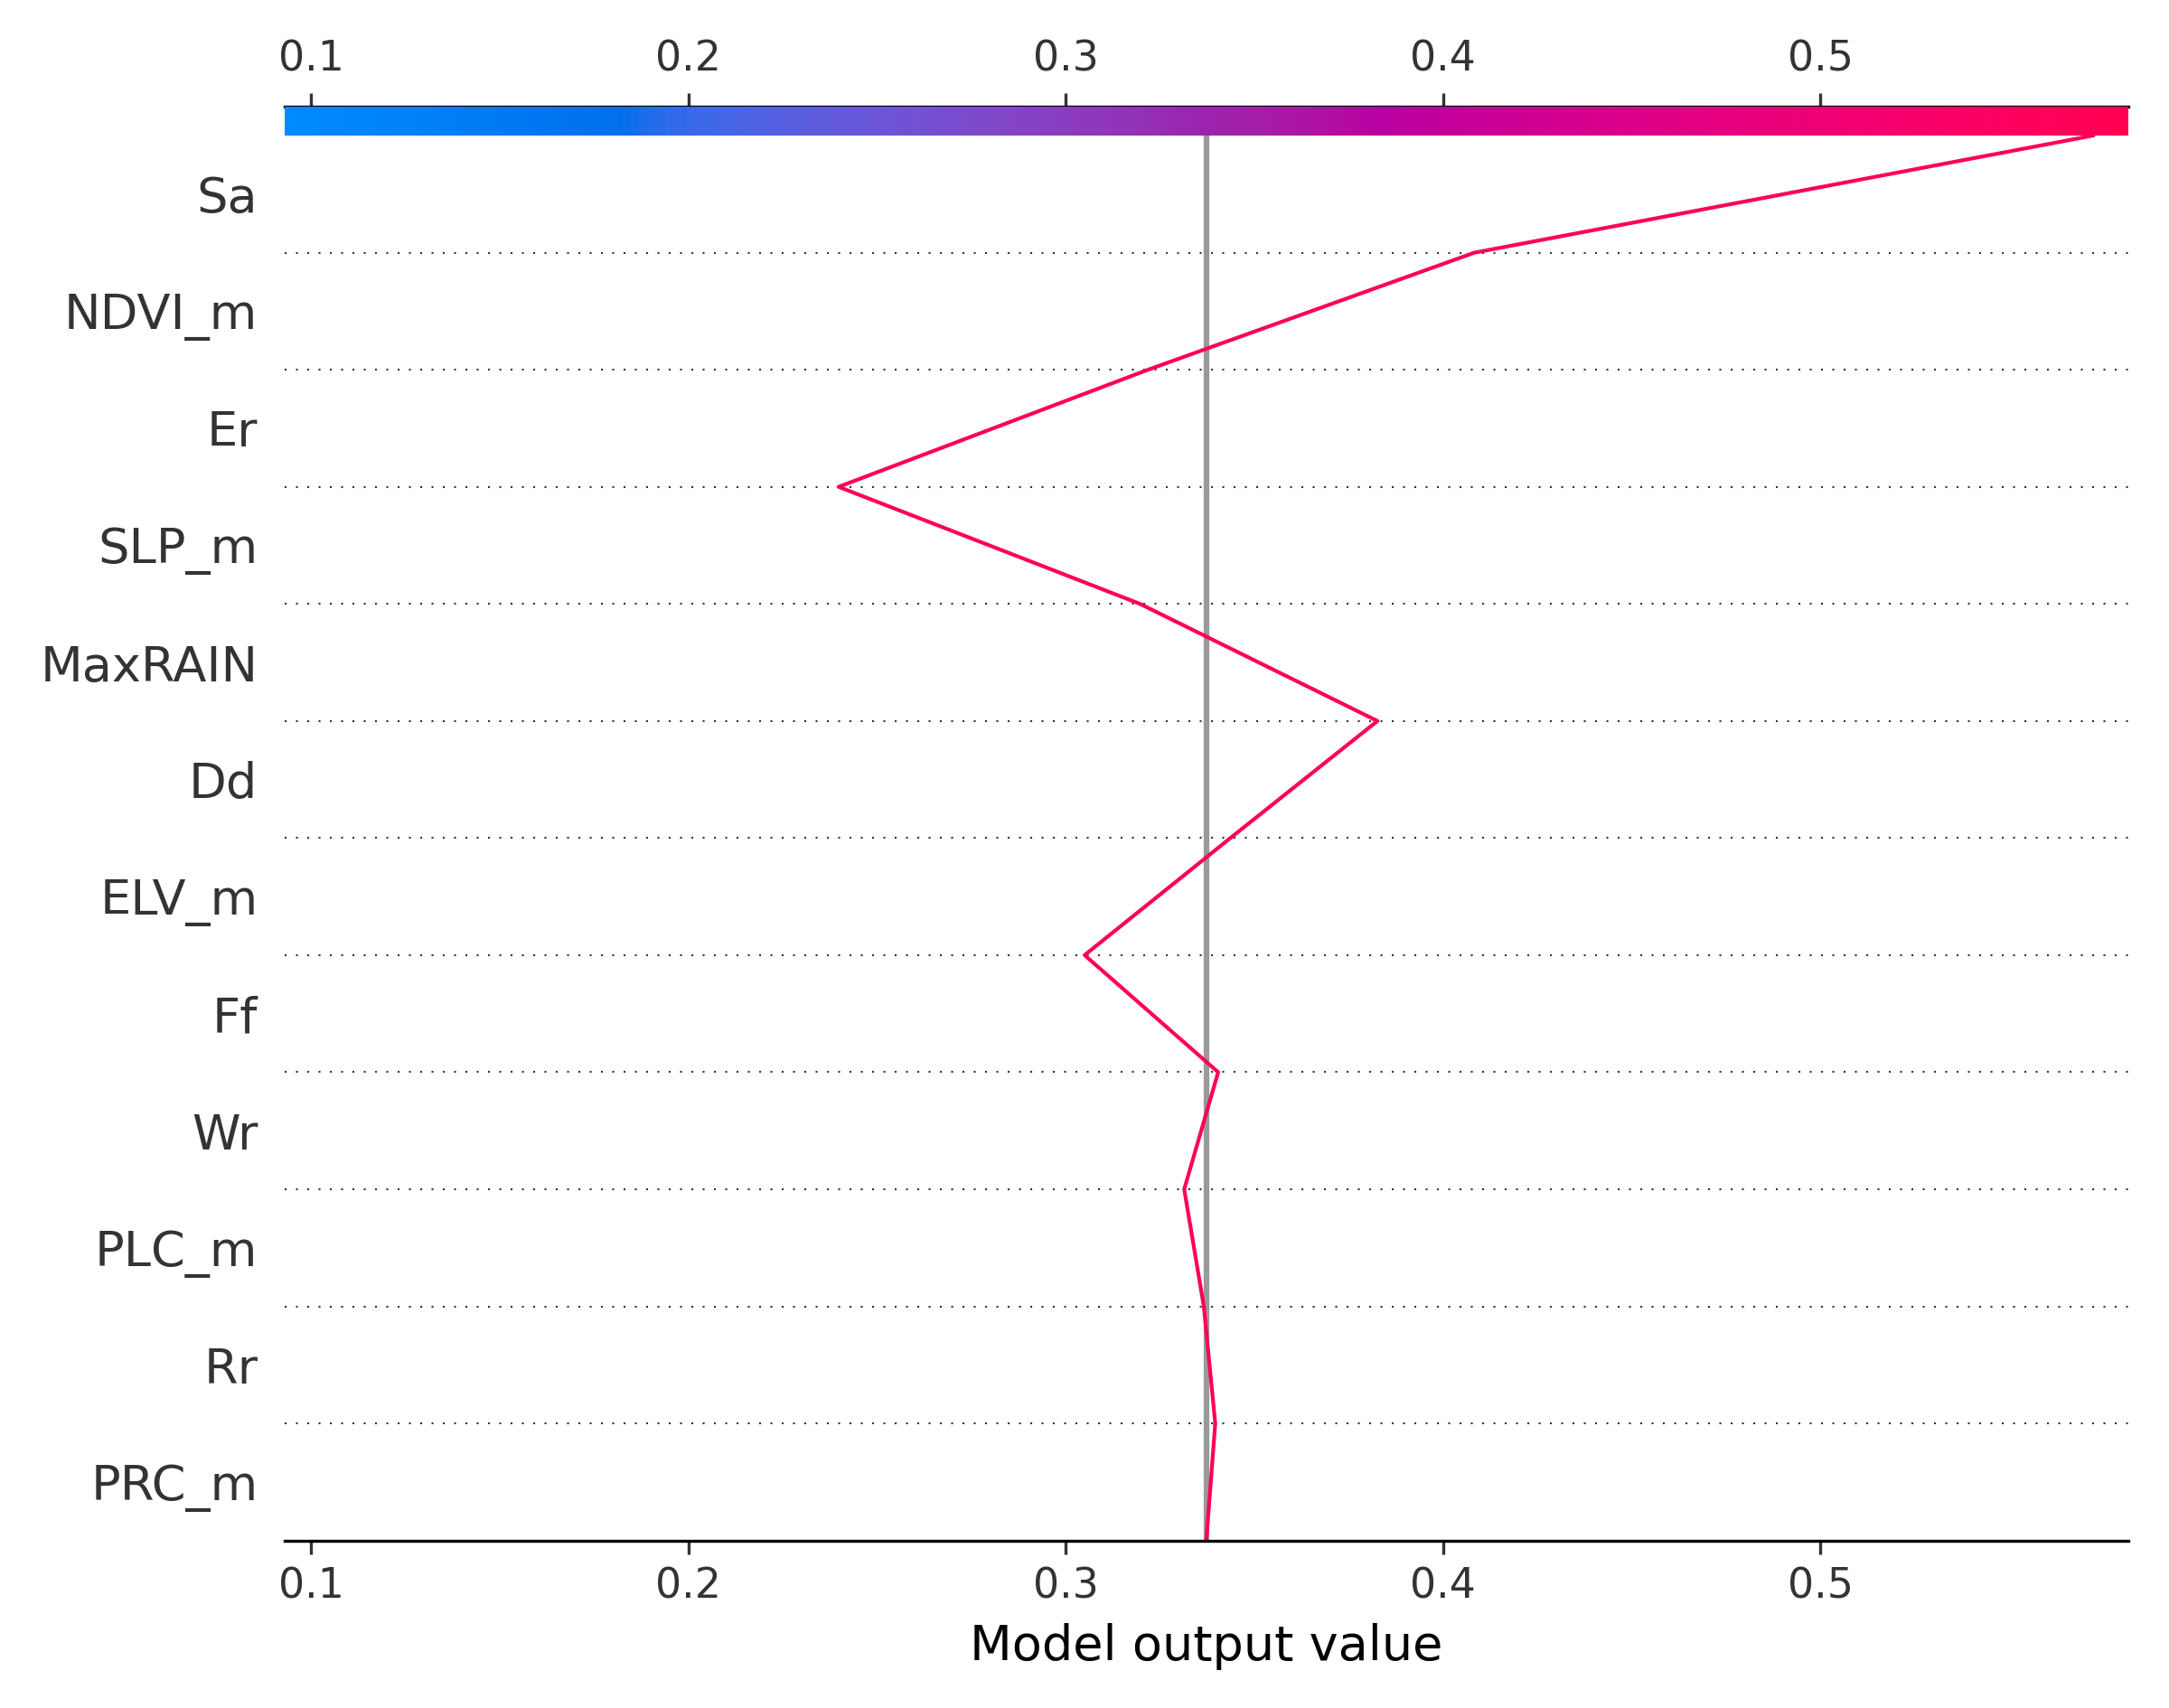 0.1 0.2 0.3 0.4 0.5
Sa
NDVI_m
Er
SLP_m
MaxRAIN
Dd
ELV_m
Ff
Wr
PLC_m
Rr
PRC_m
0.1 0.2 0.3 0.4 0.5
Model output value